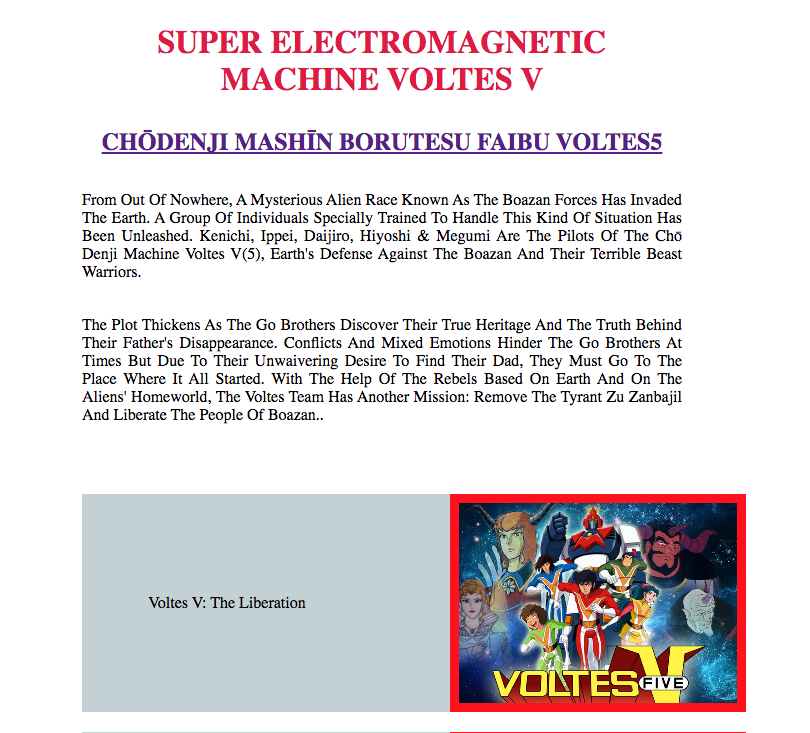 SUPER ELECTROMAGNETIC
MACHINE VOLTES V
CHŌDENJI MASHĪN BORUTESU FAIBU VOLTES5
From Out Of Nowhere, A Mysterious Alien Race Known As The Boazan Forces Has Invaded
The Earth. A Group Of Individuals Specially Trained To Handle This Kind Of Situation Has
Been Unleashed. Kenichi, Ippei, Daijiro, Hiyoshi & Megumi Are The Pilots Of The Chō
Denji Machine Voltes V(5), Earth's Defense Against The Boazan And Their Terrible Beast
Warriors.
The Plot Thickens As The Go Brothers Discover Their True Heritage And The Truth Behind
Their Father's Disappearance. Conflicts And Mixed Emotions Hinder The Go Brothers At
Times But Due To Their Unwaivering Desire To Find Their Dad, They Must Go To The
Place Where It All Started. With The Help Of The Rebels Based On Earth And On The
Aliens' Homeworld, The Voltes Team Has Another Mission: Remove The Tyrant Zu Zanbajil
And Liberate The People Of Boazan..
Voltes V: The Liberation
VOLTES V
FIVE